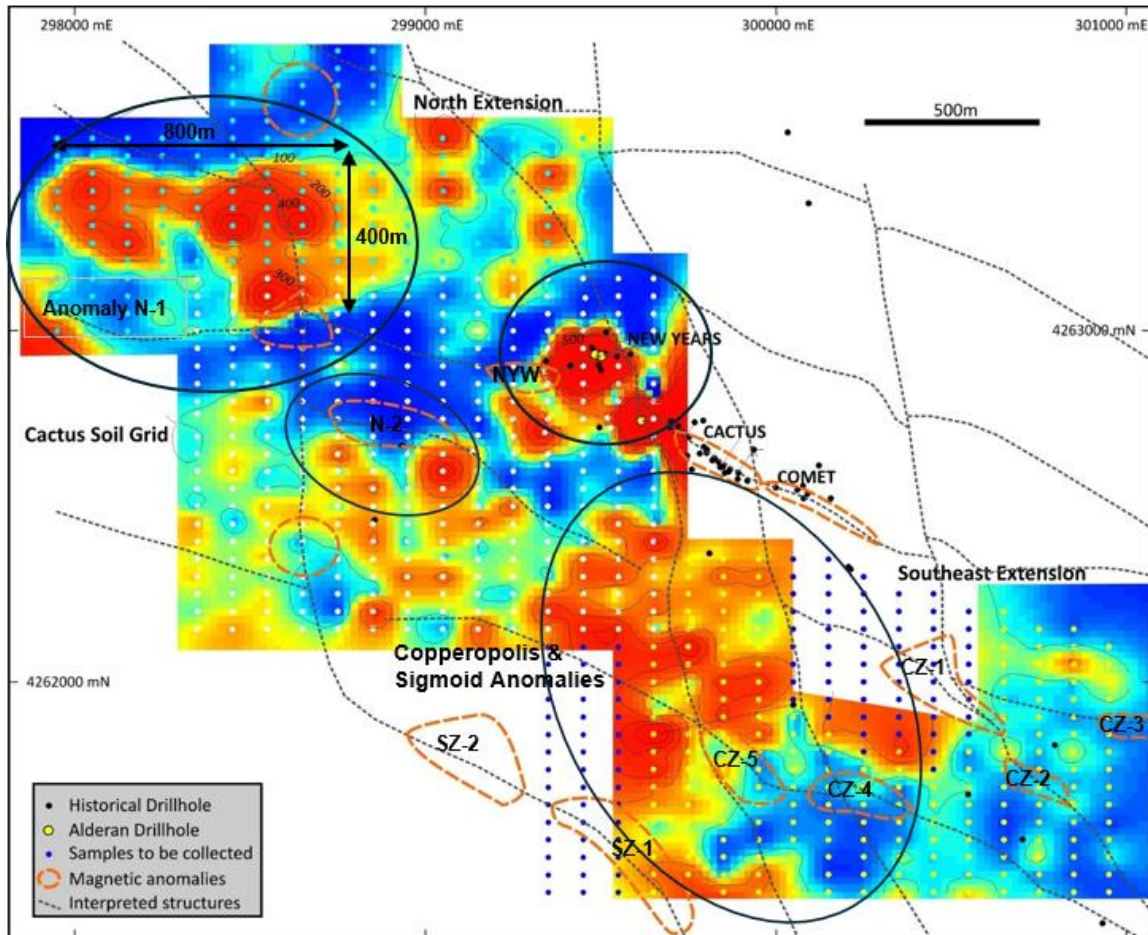 298000 mE
299000 mE
300000 mE
301000 mE
North Extension
500m
800m
100
200
400
400m
300
Anomaly N-1
4263000 mN
500
NEW YEARS
NYW
N-2
Cactus Soil Grid
CACTUS
COMET
Southeast Extension
Copperopolis &
Sigmoid Anomalies
4262000 mN
CZ-1
SZ-2
CZ-3
CZ-5
CZ-2
CZ-4
SZ-1
Historical Drillhole
Alderan Drillhole
Samples to be collected
Magnetic anomalies
Interpreted structures